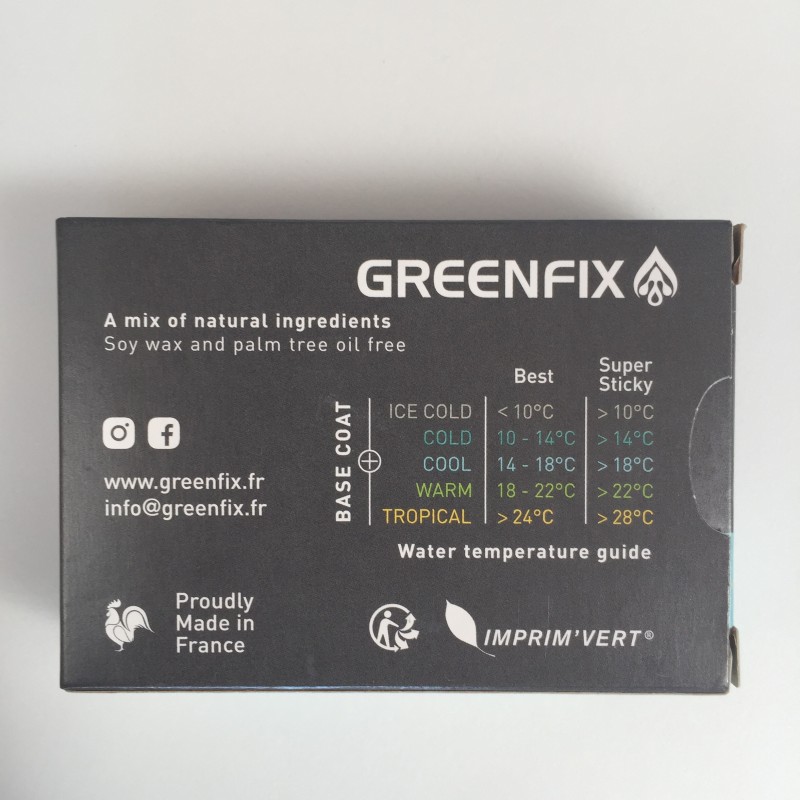 GREENFIX
A mix of natural ingredients
Soy wax and palm tree oil free
Best Super Sticky
BASE COAT
ICE COLD < 10°C > 10°C
COLD 10 - 14°C > 14°C
COOL 14 - 18°C > 18°C
WARM 18 - 22°C > 22°C
TROPICAL > 24°C > 28°C
Water temperature guide
www.greenfix.fr
info@greenfix.fr
Proudly
Made in
France
IMPRIM'VERT®